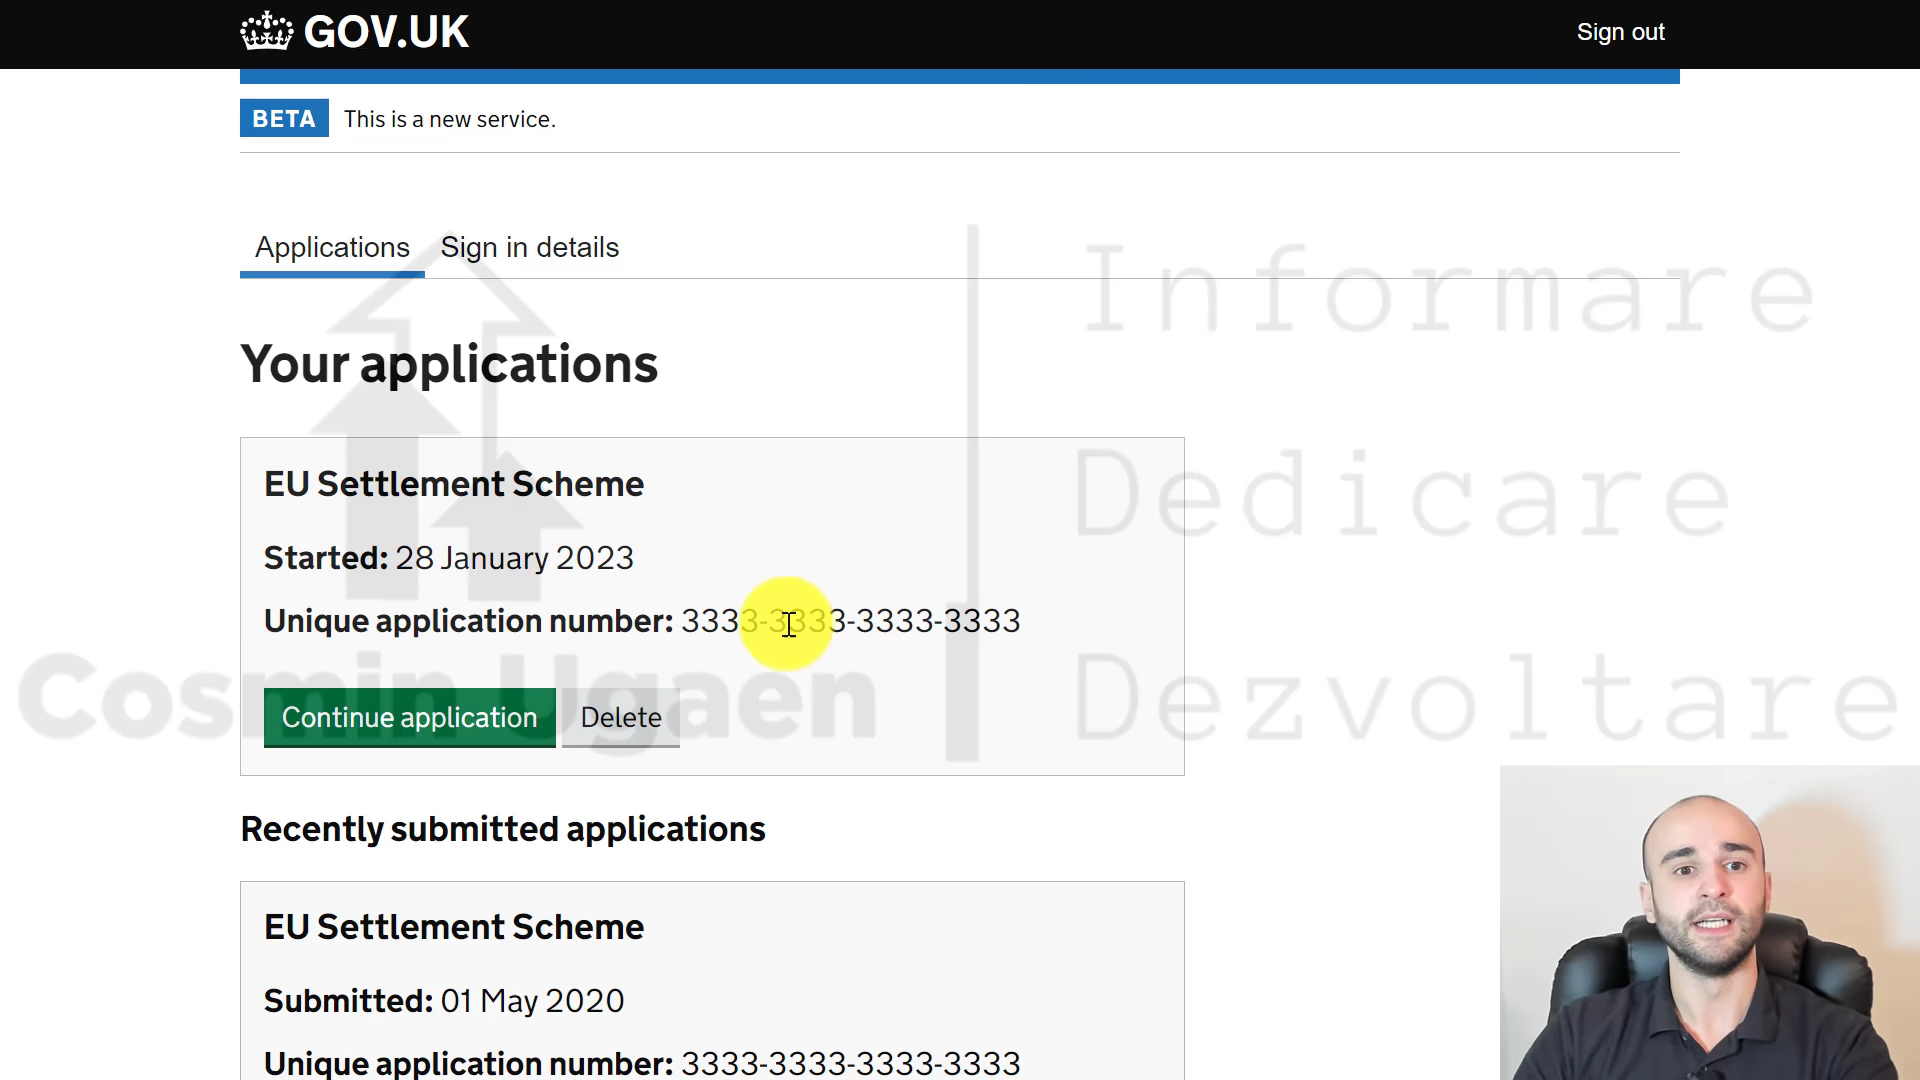 GOV.UK
Sign out
BETA This is a new service.
Applications Sign in details
Informare
Your applications
EU Settlement Scheme
Dedicare
Started: 28 January 2023
Unique application number: 3333-3333-3333-3333
Cosmin Ugaen
Dezvoltare
Continue application Delete
Recently submitted applications
EU Settlement Scheme
Submitted: 01 May 2020
Unique application number: 3333-3333-3333-3333